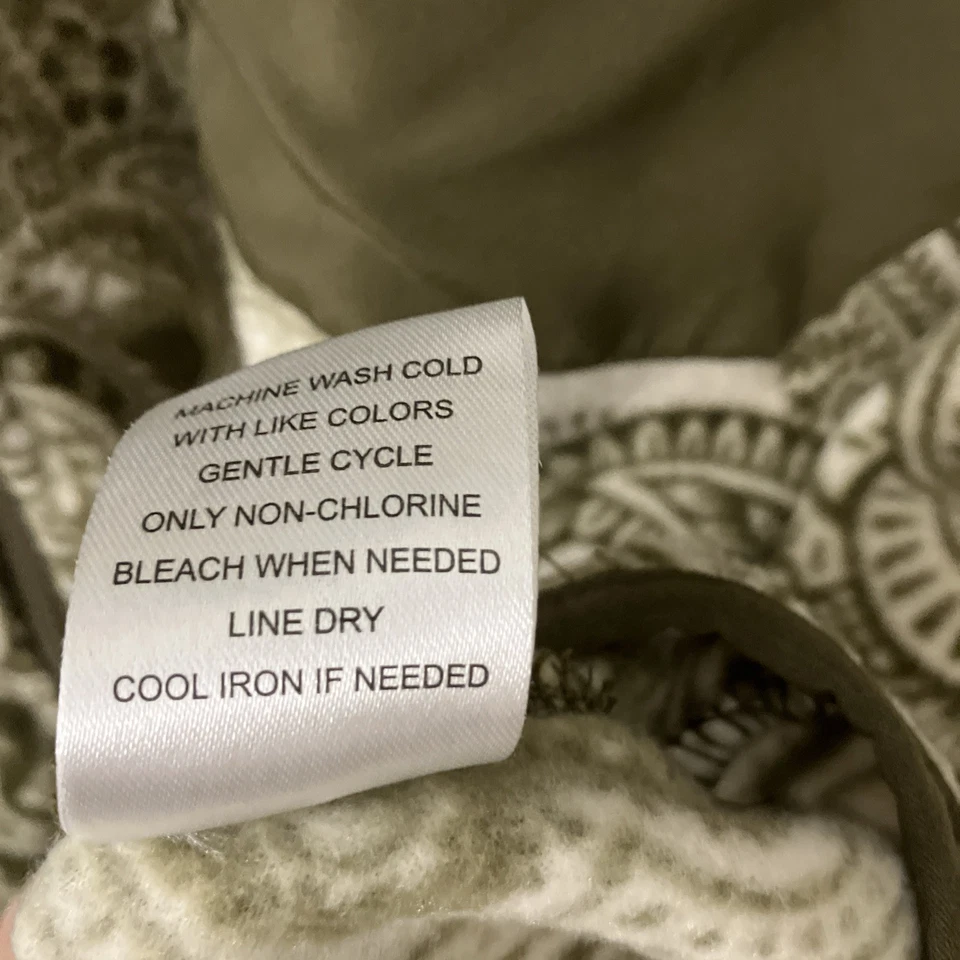 MACHINE WASH COLD
WITH LIKE COLORS
GENTLE CYCLE
ONLY NON-CHLORINE
BLEACH WHEN NEEDED
LINE DRY
COOL IRON IF NEEDED